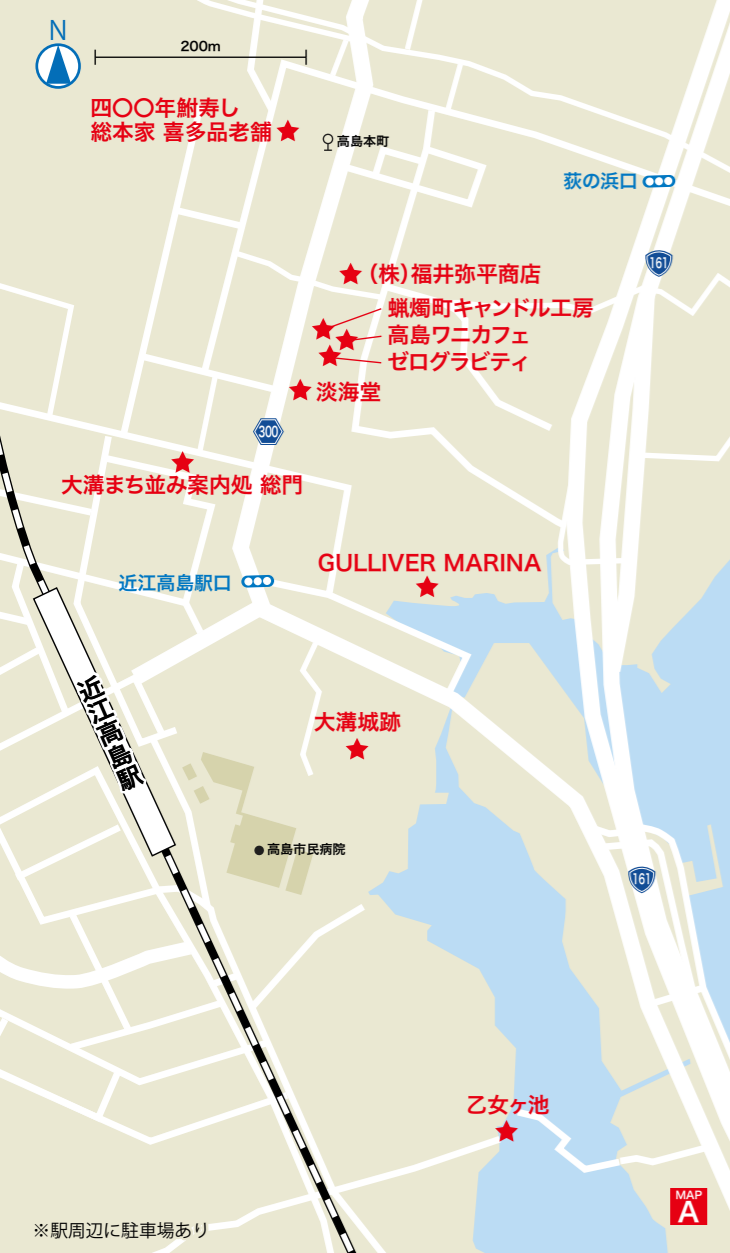 N
200m
四〇〇年鮒寿し
総本家 喜多品老舗
高島本町
荻の浜口
161
(株)福井弥平商店
蝋燭町キャンドル工房
高島ワニカフェ
ゼログラビティ
淡海堂
300
大溝まち並み案内処 総門
GULLIVER MARINA
近江高島駅口
近江高島駅
大溝城跡
高島市民病院
161
乙女ヶ池
MAP
A
※駅周辺に駐車場あり